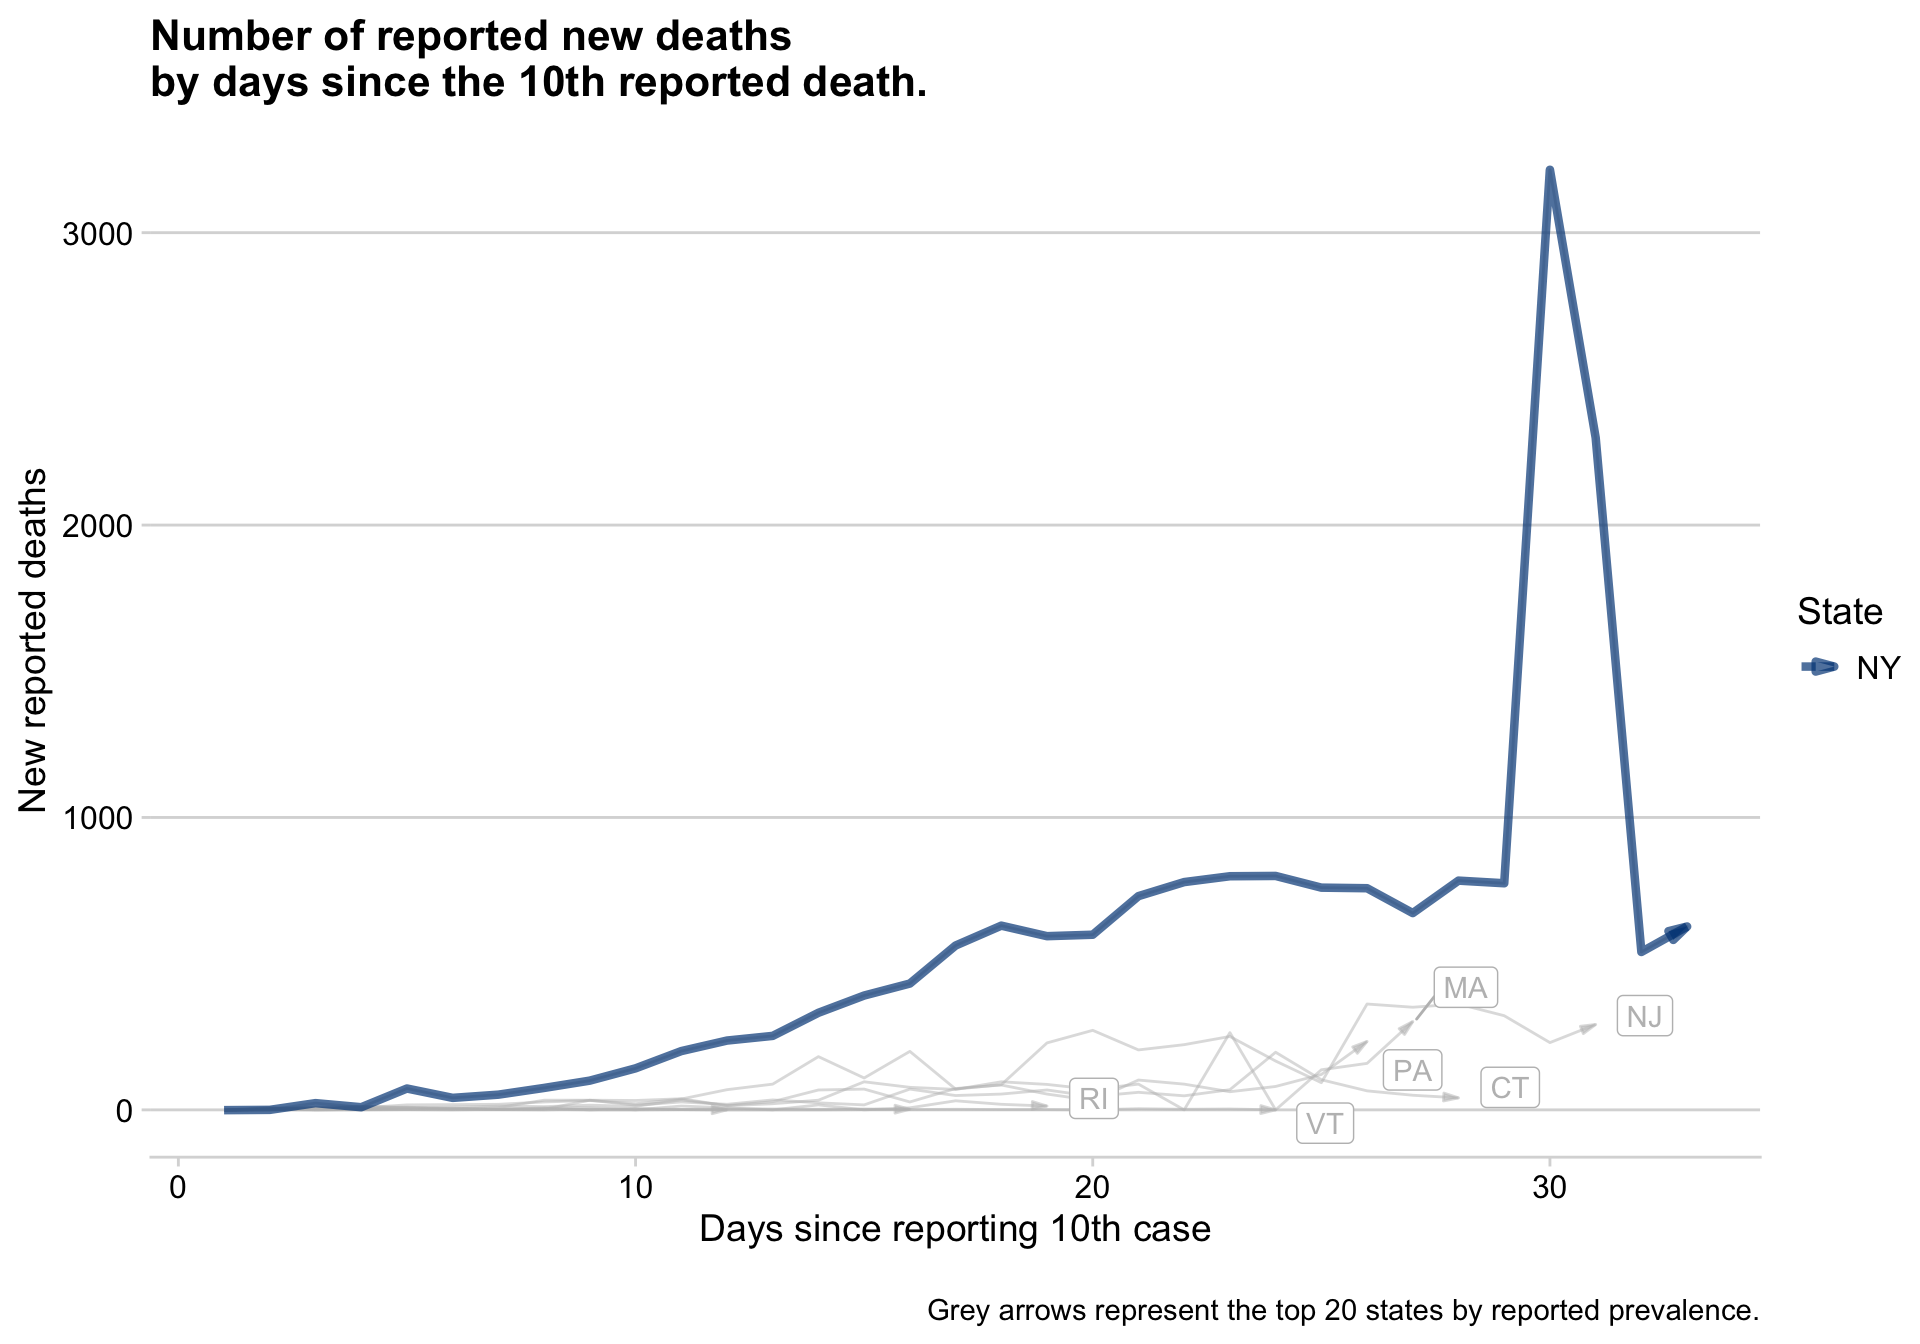 Number of reported new deaths
by days since the 10th reported death.
New reported deaths
3000
2000
1000
0
MA
NJ
PA
CT
RI
VT
State
NY
0
10
20
30
Days since reporting 10th case
Grey arrows represent the top 20 states by reported prevalence.